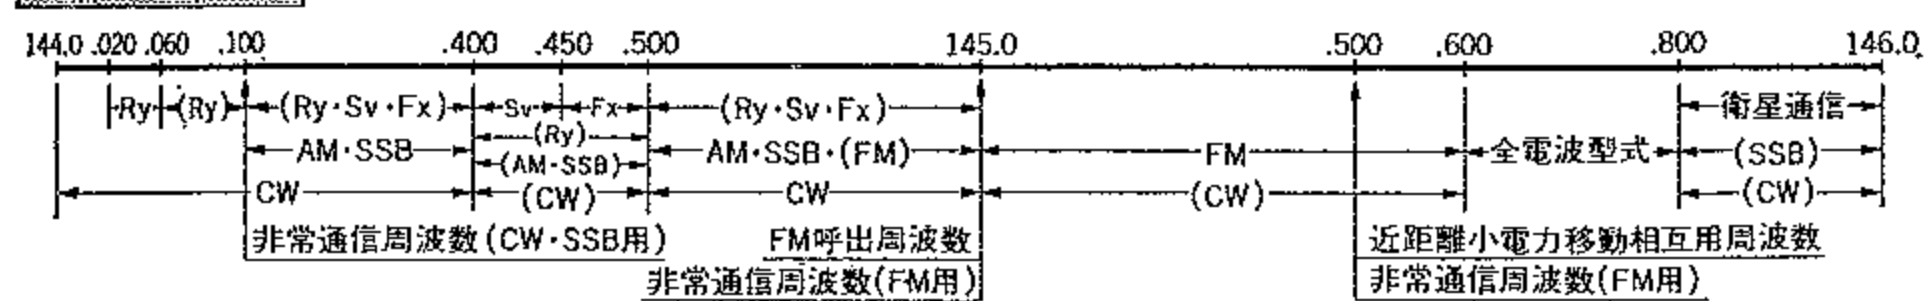 144.0 .020 .060 .100 .400 .450 .500 145.0 .500 .600 .800 146.0
Ry (Ry) (Ry・Sv・Fx) Sv Fx (Ry・Sv・Fx) 衛星通信
(Ry)
AM・SSB AM・SSB・(FM) FM 全電波型式 (SSB)
(AM・SSB)
CW (CW) CW (CW) (CW)
非常通信周波数(CW・SSB用) FM呼出周波数 近距離小電力移動相互用周波数
非常通信周波数(FM用) 非常通信周波数(FM用)